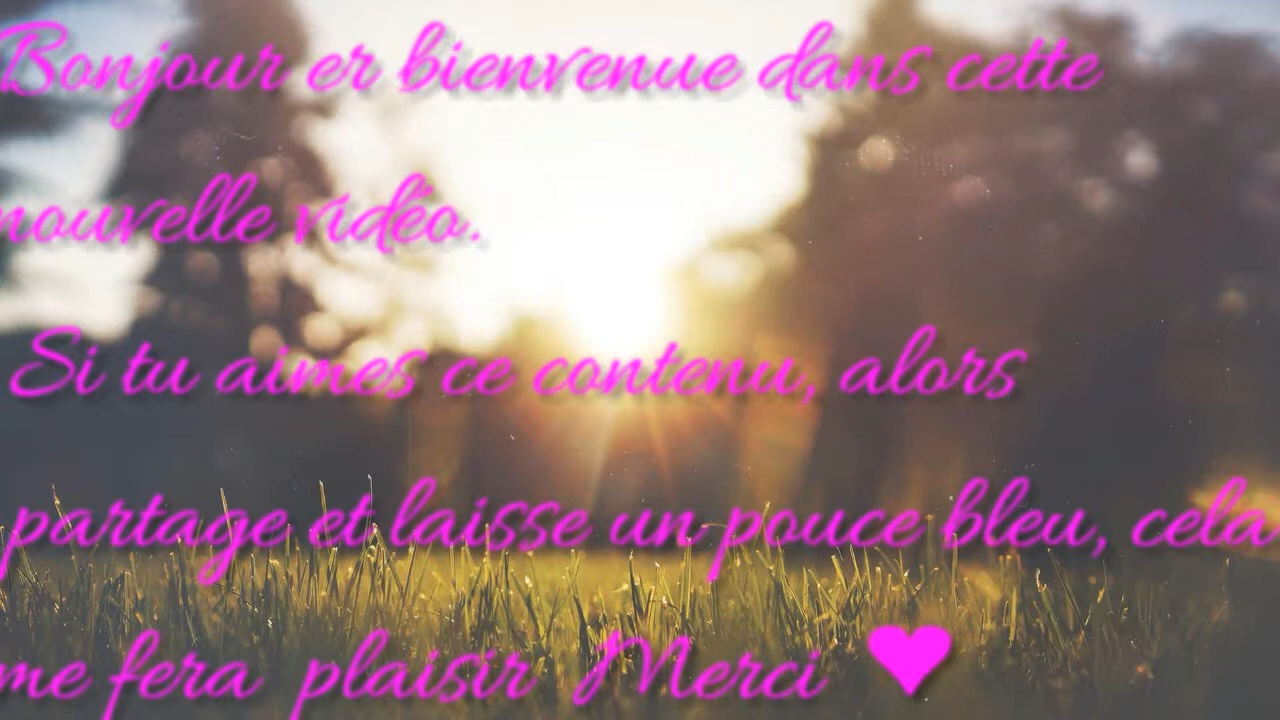 Bonjour er bienvenue dans cette
nouvelle vidéo.
Si tu aimes ce contenu, alors
partage et laisse un pouce bleu, cela
me fera plaisir Merci ♥